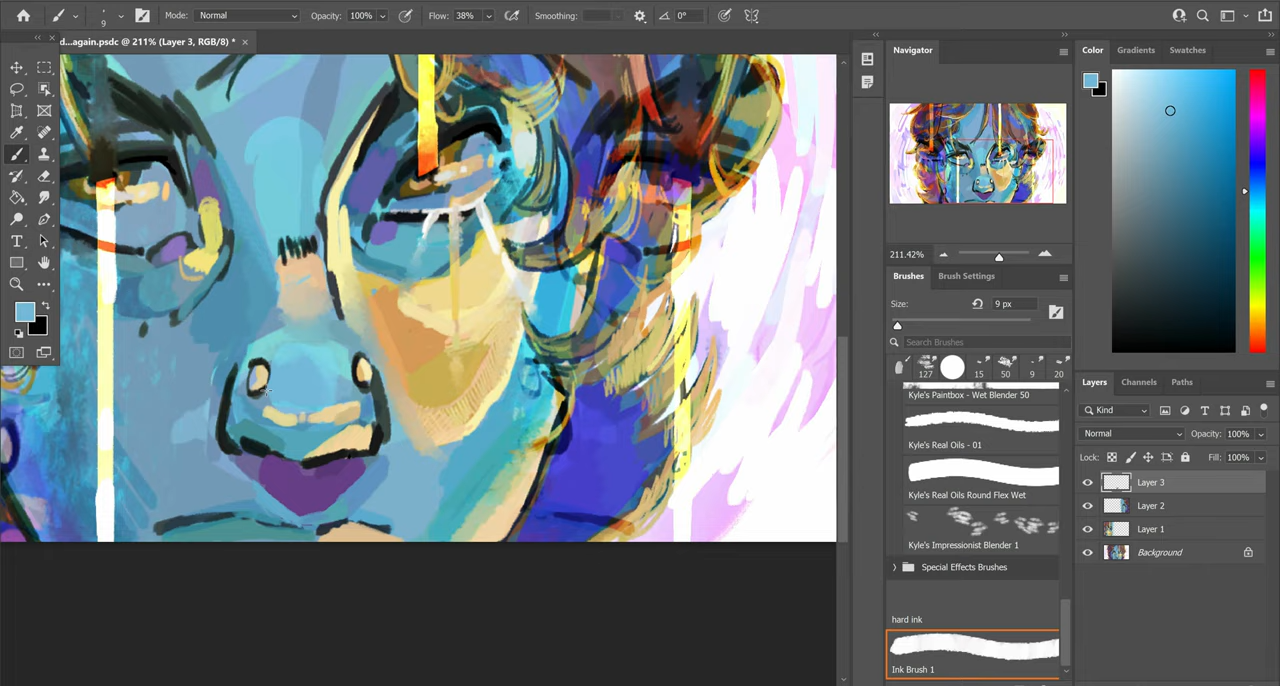 Mode: Normal Opacity: 100% Flow: 38% Smoothing: 0°
9
d...again.psdc @ 211% (Layer 3, RGB/8) * ×
Navigator
211.42%
Brushes Brush Settings
Size: 9 px
Search Brushes
127 15 50 9 20
Kyle's Paintbox - Wet Blender 50
Kyle's Real Oils - 01
Kyle's Real Oils Round Flex Wet
Kyle's Impressionist Blender 1
Special Effects Brushes
hard ink
Ink Brush 1
Color Gradients Swatches
Layers Channels Paths
Kind
Normal Opacity: 100%
Lock: Fill: 100%
Layer 3
Layer 2
Layer 1
Background